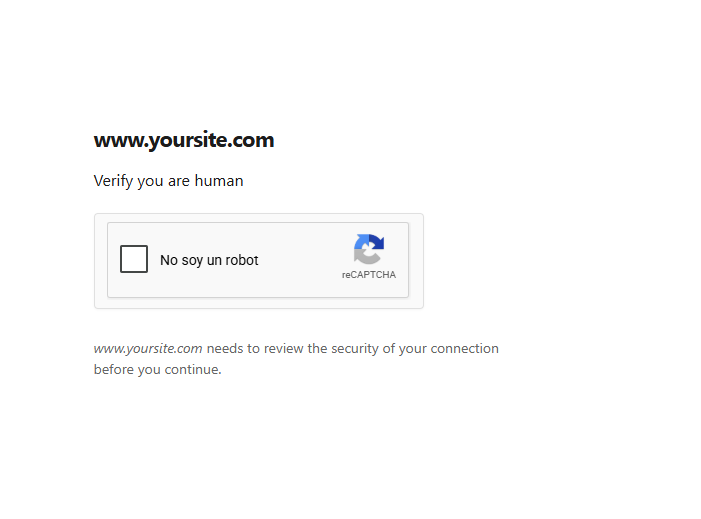 www.yoursite.com
Verify you are human
No soy un robot
reCAPTCHA
www.yoursite.com needs to review the security of your connection
before you continue.